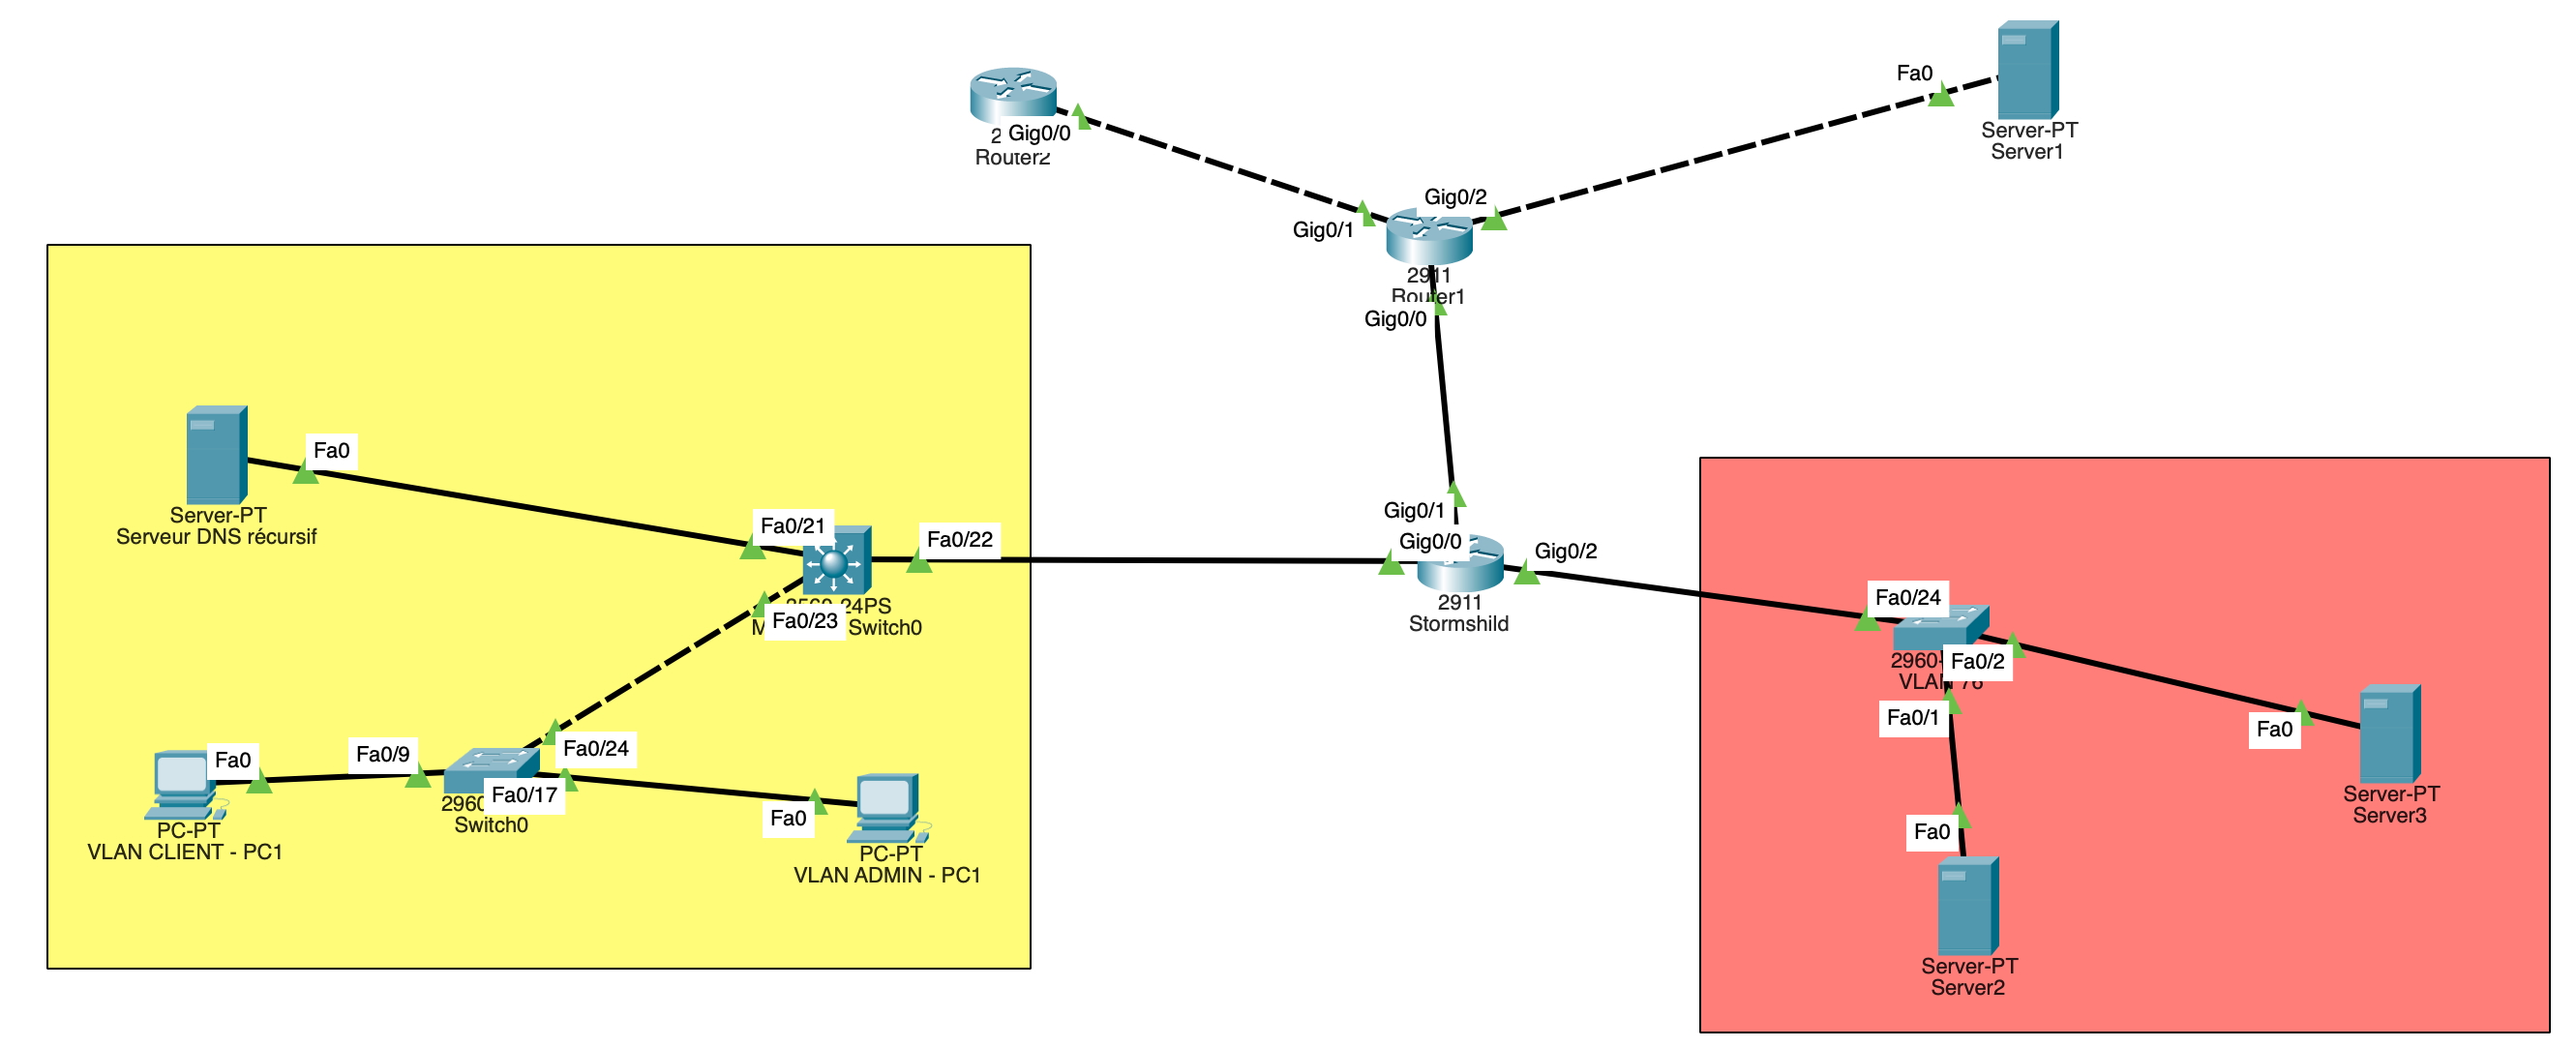 Fa0
Server-PT
Server1
Gig0/0
Router2
Gig0/2
Gig0/1
2911
Router1
Gig0/0
Fa0
Server-PT
Serveur DNS récursif
Fa0/21
Fa0/22
24PS
Fa0/23
Switch0
Gig0/1
Gig0/0
Gig0/2
2911
Stormshild
Fa0/24
Fa0/2
2960
VLAN
Fa0/1
Fa0
Server-PT
Server3
Fa0
Server-PT
Server2
Fa0
Fa0/9
Fa0/24
Fa0/17
2960
Switch0
Fa0
PC-PT
VLAN CLIENT - PC1
PC-PT
VLAN ADMIN - PC1